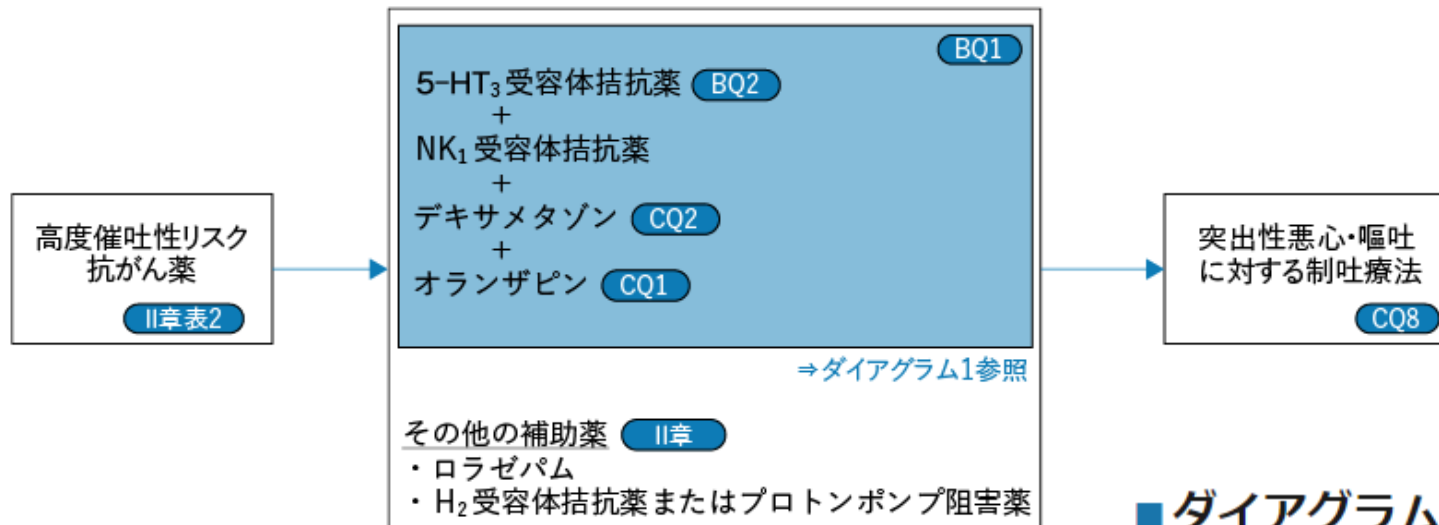 高度催吐性リスク
抗がん薬
II章表2
BQ1
5-HT₃受容体拮抗薬 BQ2
+
NK₁受容体拮抗薬
+
デキサメタゾン CQ2
+
オランザピン CQ1
⇒ダイアグラム1参照
その他の補助薬 II章
・ロラゼパム
・H₂受容体拮抗薬またはプロトンポンプ阻害薬
突出性悪心・嘔吐
に対する制吐療法
CQ8
■ダイアグラム